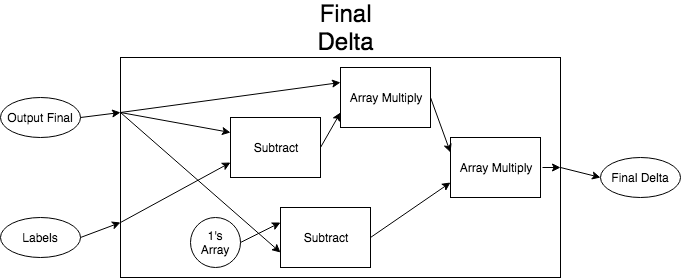 Final
Delta
Array Multiply
Output Final
Subtract
Array Multiply
Final Delta
Labels
1's
Array
Subtract